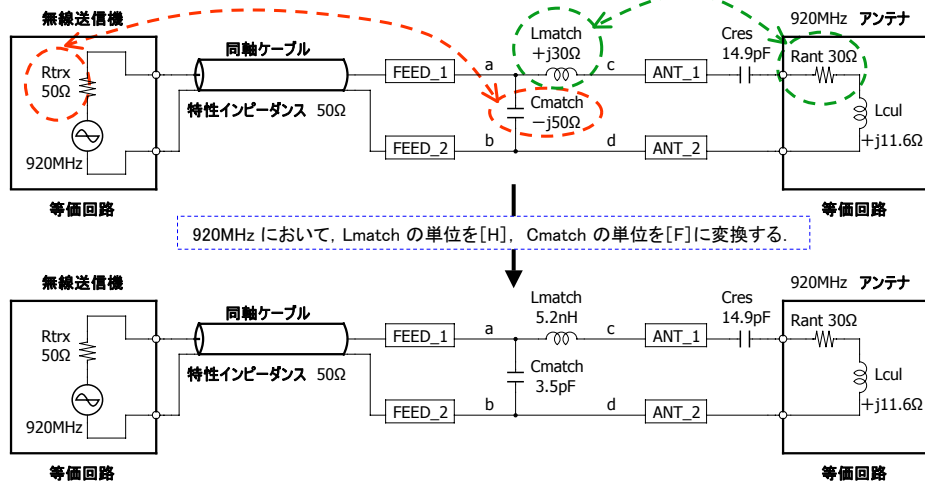 無線送信機
Rtrx
50Ω
920MHz
等価回路
同軸ケーブル
特性インピーダンス 50Ω
FEED_1
FEED_2
a
b
Lmatch
+j30Ω
Cmatch
−j50Ω
c
d
ANT_1
ANT_2
Cres
14.9pF
920MHz アンテナ
Rant 30Ω
Lcul
+j11.6Ω
等価回路
920MHz において, Lmatch の単位を[H], Cmatch の単位を[F]に変換する.
無線送信機
Rtrx
50Ω
920MHz
等価回路
同軸ケーブル
特性インピーダンス 50Ω
FEED_1
FEED_2
a
b
Lmatch
5.2nH
Cmatch
3.5pF
c
d
ANT_1
ANT_2
Cres
14.9pF
920MHz アンテナ
Rant 30Ω
Lcul
+j11.6Ω
等価回路